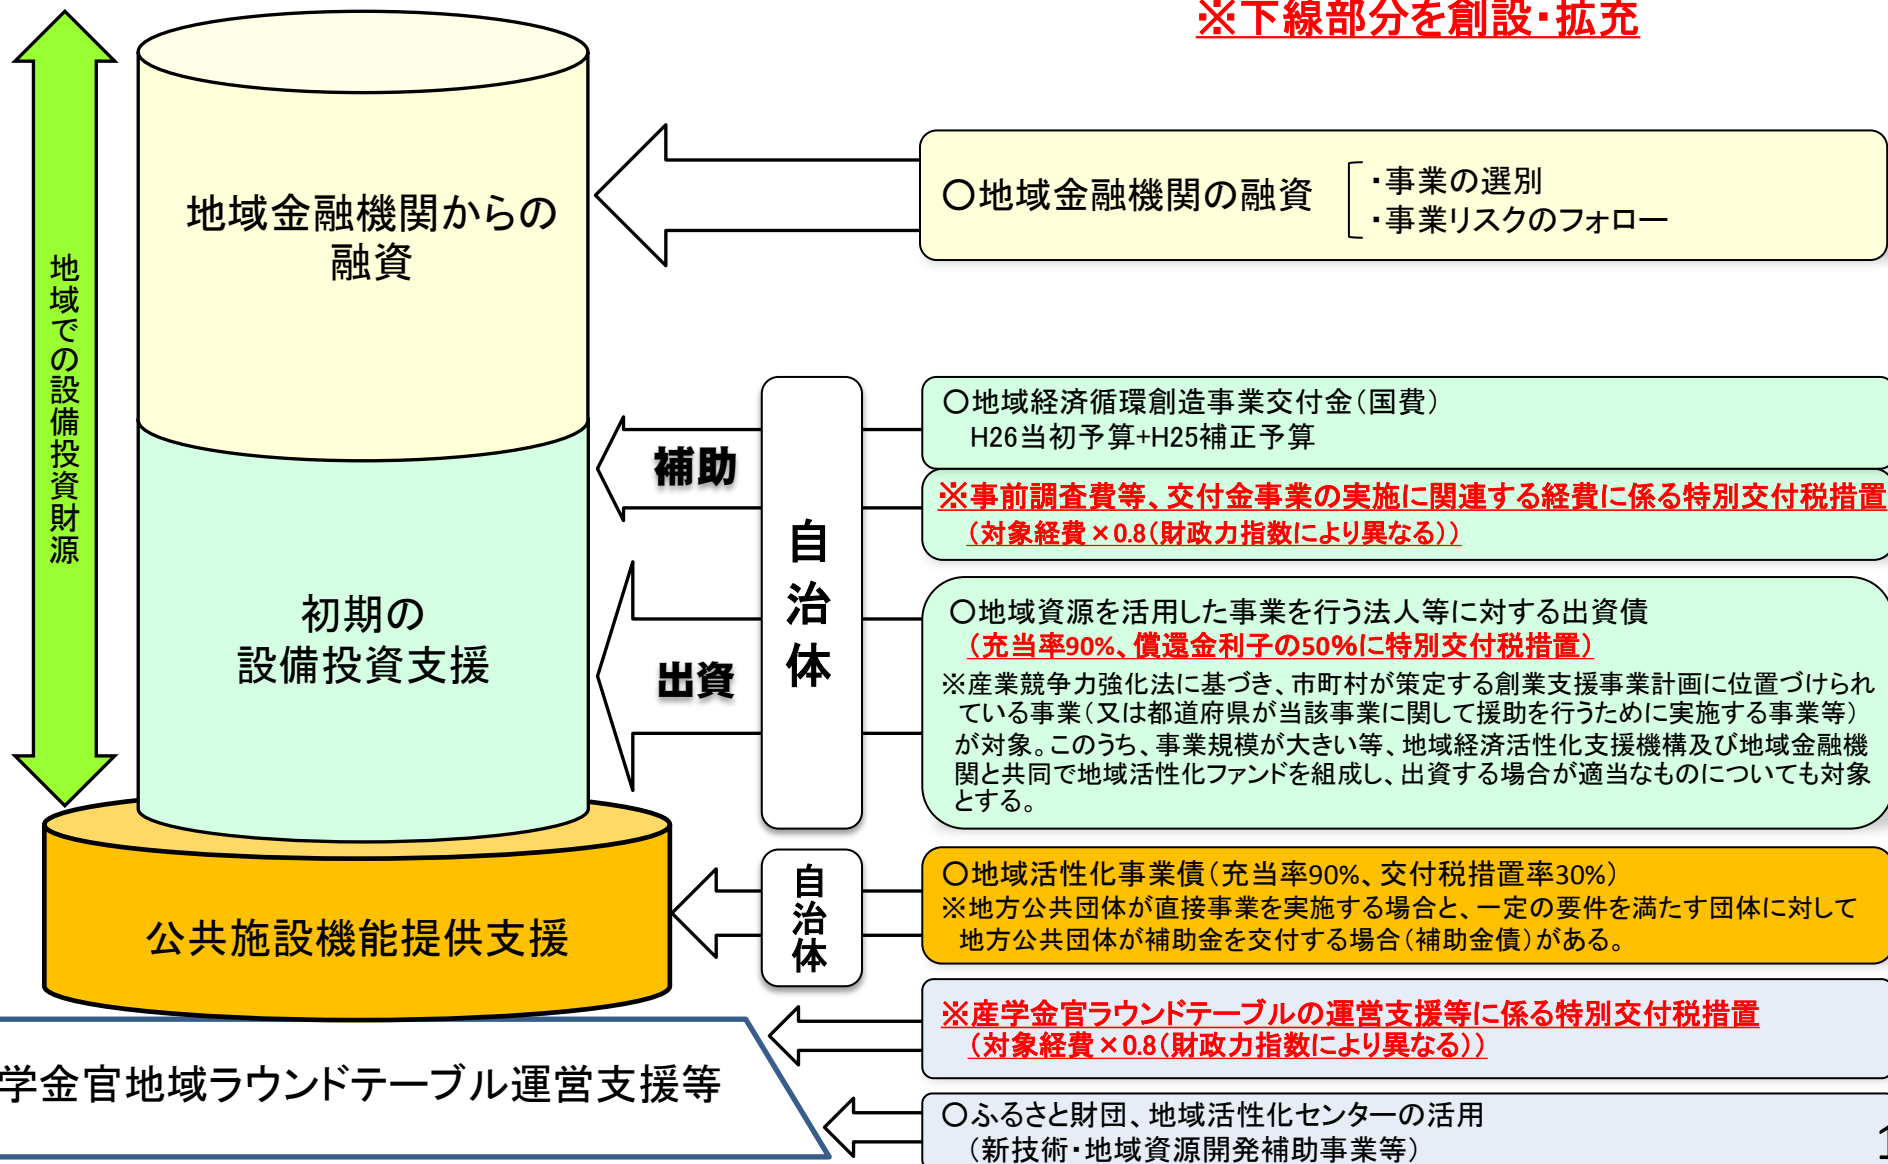 ※下線部分を創設・拡充
地域での設備投資財源
地域金融機関からの
融資
〇地域金融機関の融資
・事業の選別
・事業リスクのフォロー
初期の
設備投資支援
補助
出資
自治体
〇地域経済循環創造事業交付金(国費)
H26当初予算+H25補正予算
※事前調査費等、交付金事業の実施に関連する経費に係る特別交付税措置
(対象経費×0.8(財政力指数により異なる))
〇地域資源を活用した事業を行う法人等に対する出資債
(充当率90%、償還金利子の50%に特別交付税措置)
※産業競争力強化法に基づき、市町村が策定する創業支援事業計画に位置づけられ
ている事業(又は都道府県が当該事業に関して援助を行うために実施する事業等)
が対象。このうち、事業規模が大きい等、地域経済活性化支援機構及び地域金融機
関と共同で地域活性化ファンドを組成し、出資する場合が適当なものについても対象
とする。
公共施設機能提供支援
自治体
〇地域活性化事業債(充当率90%、交付税措置率30%)
※地方公共団体が直接事業を実施する場合と、一定の要件を満たす団体に対して
地方公共団体が補助金を交付する場合(補助金債)がある。
学金官地域ラウンドテーブル運営支援等
※産学金官ラウンドテーブルの運営支援等に係る特別交付税措置
(対象経費×0.8(財政力指数により異なる))
〇ふるさと財団、地域活性化センターの活用
(新技術・地域資源開発補助事業等)